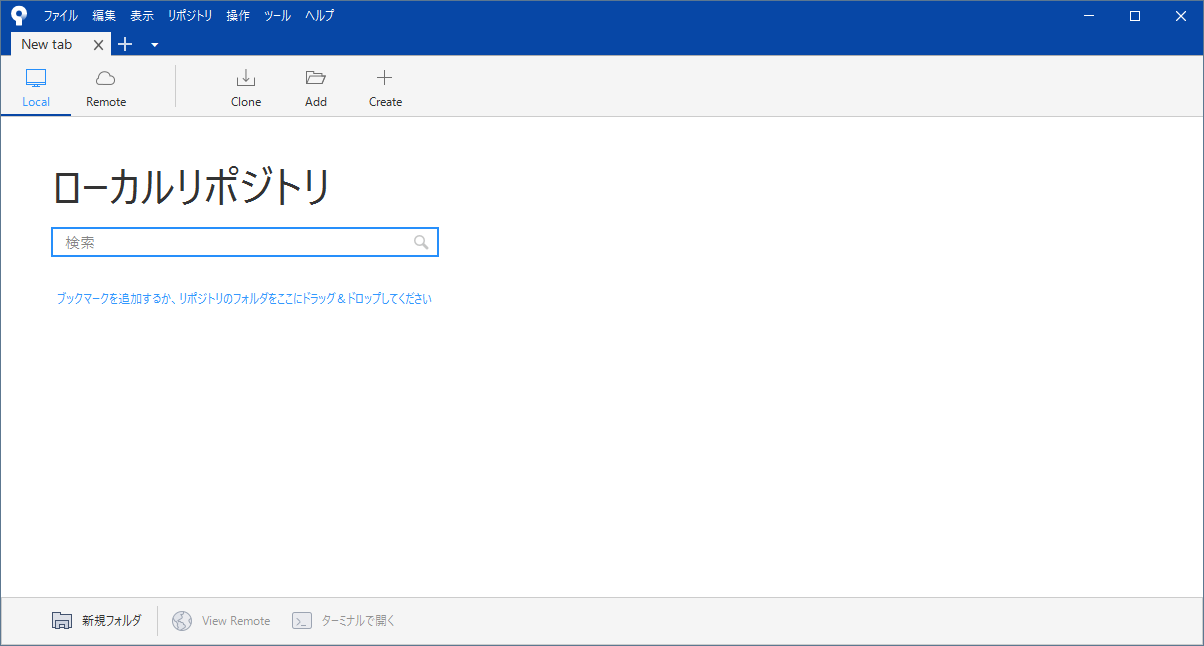 ファイル 編集 表示 リポジトリ 操作 ツール ヘルプ
New tab
Local Remote Clone Add Create
ローカルリポジトリ
検索
ブックマークを追加するか、リポジトリのフォルダをここにドラッグ＆ドロップしてください
新規フォルダ View Remote ターミナルで開く